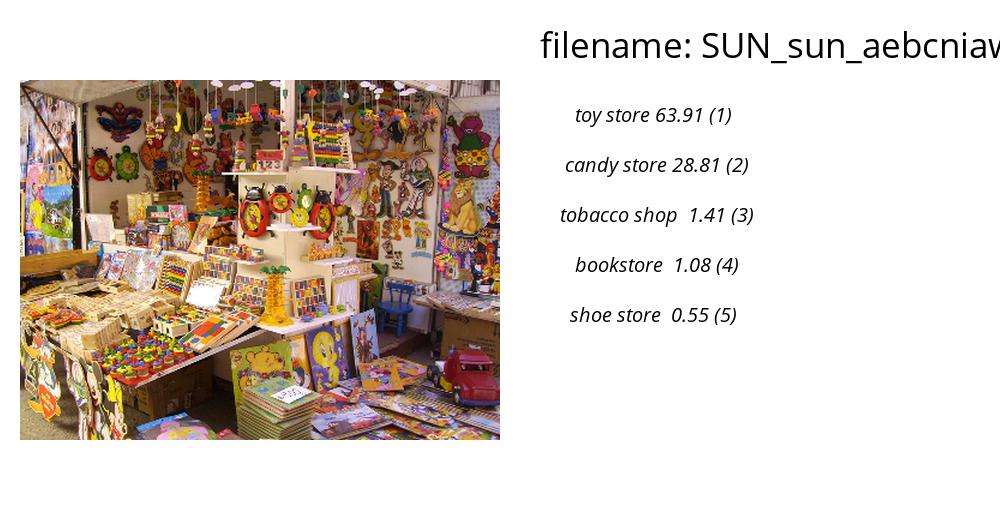 filename: SUN_sun_aebcniaw
toy store 63.91 (1)
candy store 28.81 (2)
tobacco shop 1.41 (3)
bookstore 1.08 (4)
shoe store 0.55 (5)